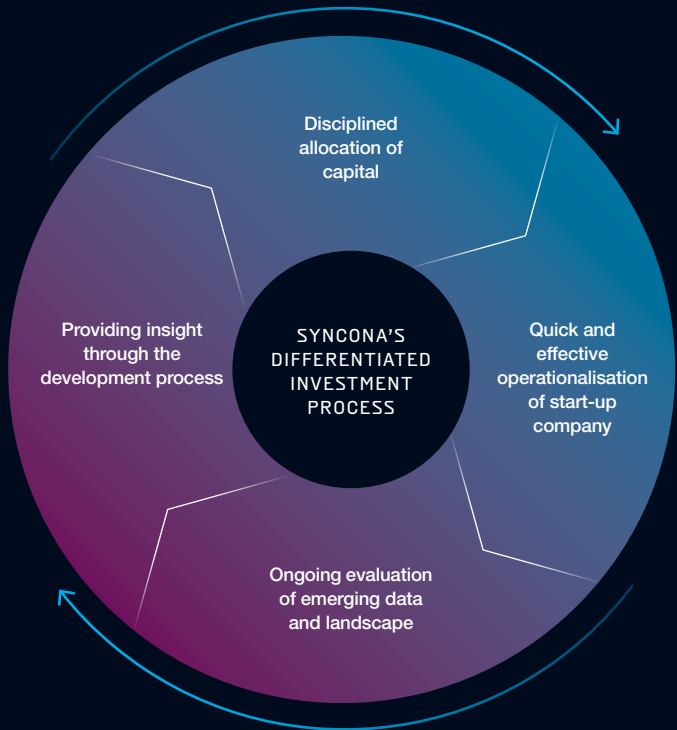 Disciplined
allocation of
capital
Quick and
effective
operationalisation
of start-up
company
Ongoing evaluation
of emerging data
and landscape
Providing insight
through the
development process
SYNCONA'S
DIFFERENTIATED
INVESTMENT
PROCESS